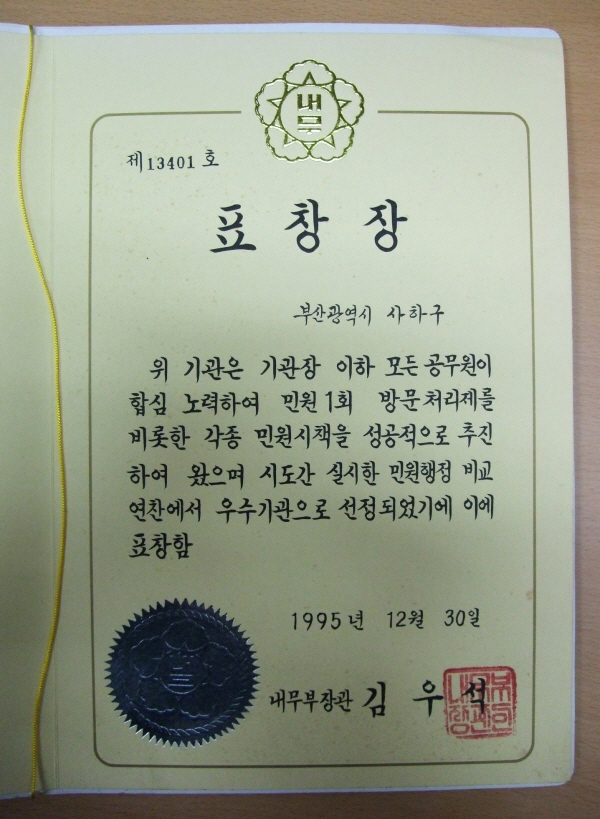 내무
제13401호
표창장
부산광역시 사하구
위 기관은 기관장 이하 모든 공무원이
합심 노력하여 민원1회 방문처리제를
비롯한 각종 민원시책을 성공적으로 추진
하여 왔으며 시도간 실시한 민원행정 비교
연찬에서 우수기관으로 선정되었기에 이에
표창함
1995년 12월 30일
내무부장관 김우석